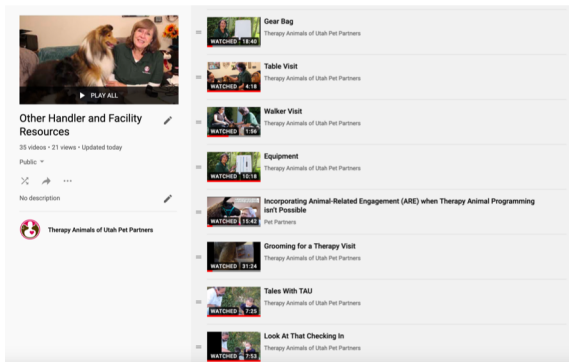 PLAY ALL
Other Handler and Facility
Resources
35 videos • 21 views • Updated today
Public
No description
Therapy Animals of Utah Pet Partners
Gear Bag
Therapy Animals of Utah Pet Partners
WATCHED 18:40
Table Visit
Therapy Animals of Utah Pet Partners
WATCHED 4:18
Walker Visit
Therapy Animals of Utah Pet Partners
WATCHED 1:56
Equipment
Therapy Animals of Utah Pet Partners
WATCHED 10:18
Incorporating Animal-Related Engagement (ARE) when Therapy Animal Programming
isn't Possible
Pet Partners
WATCHED 15:42
Grooming for a Therapy Visit
Therapy Animals of Utah Pet Partners
WATCHED 31:24
Tales With TAU
Therapy Animals of Utah Pet Partners
WATCHED 7:25
Look At That Checking In
Therapy Animals of Utah Pet Partners
WATCHED 7:53